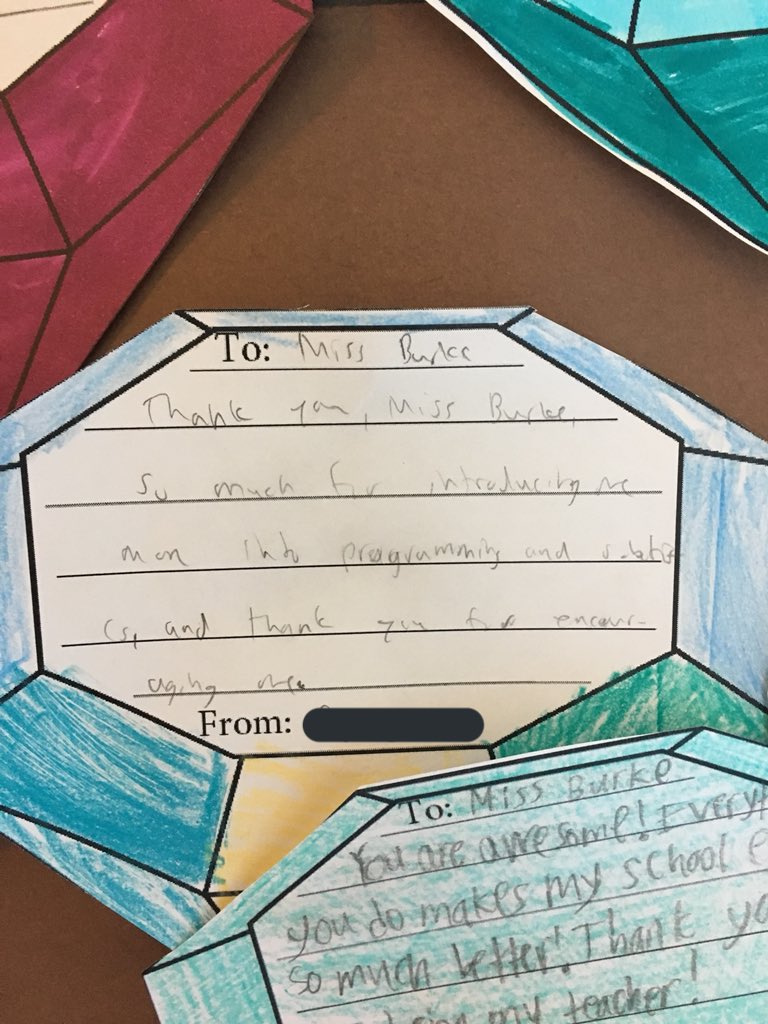 To: Miss Burke
Thank you, Miss Burke,
So much for introducing me
mor into programming and robotic
cs, and thank you for encour-
aging me.
From:
To: Miss Burke
You are awesome! Every
you do makes my school
so much better! Thank yo
my teacher!